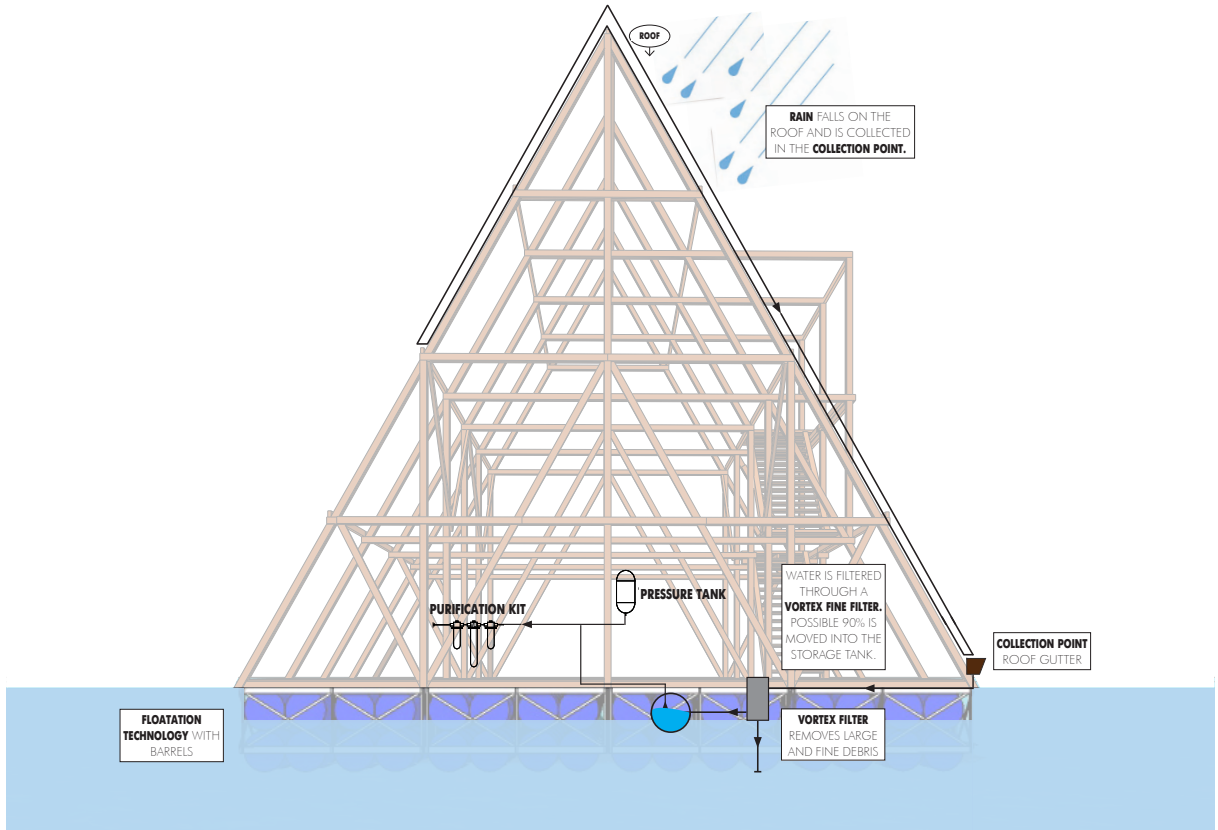 ROOF
RAIN FALLS ON THE
ROOF AND IS COLLECTED
IN THE COLLECTION POINT.
WATER IS FILTERED
THROUGH A
VORTEX FINE FILTER.
POSSIBLE 90% IS
MOVED INTO THE
STORAGE TANK.
PRESSURE TANK
PURIFICATION KIT
COLLECTION POINT
ROOF GUTTER
FLOATATION
TECHNOLOGY WITH
BARRELS
VORTEX FILTER
REMOVES LARGE
AND FINE DEBRIS